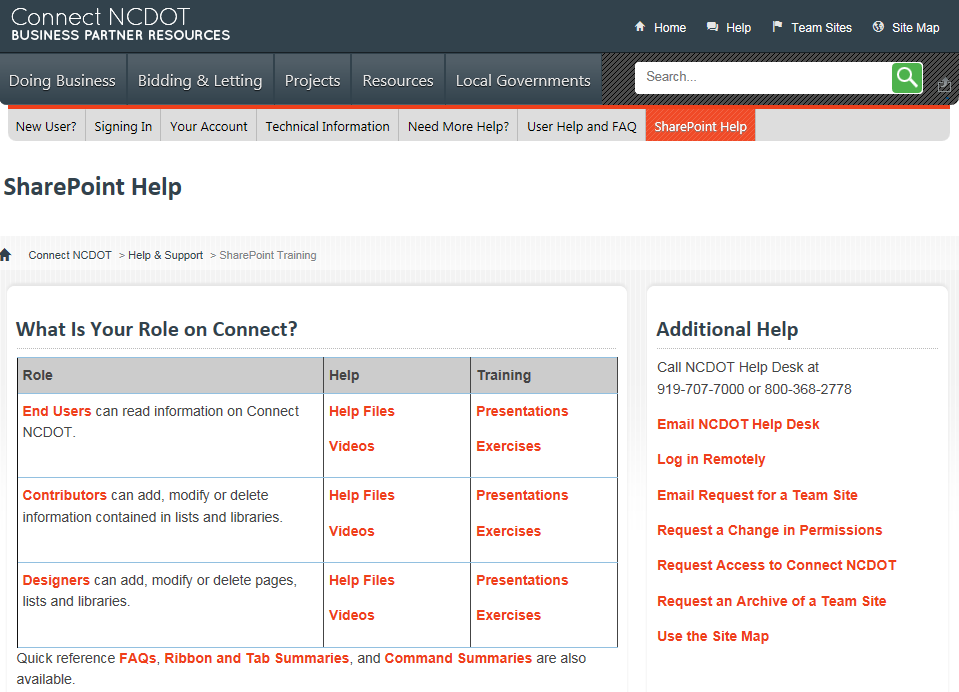 Connect NCDOT
BUSINESS PARTNER RESOURCES
Home Help Team Sites Site Map
Doing Business Bidding & Letting Projects Resources Local Governments Search...
New User? Signing In Your Account Technical Information Need More Help? User Help and FAQ SharePoint Help
SharePoint Help
Connect NCDOT > Help & Support > SharePoint Training
What Is Your Role on Connect?
Role Help Training
End Users can read information on Connect
NCDOT.
Help Files
Videos
Presentations
Exercises
Contributors can add, modify or delete
information contained in lists and libraries.
Help Files
Videos
Presentations
Exercises
Designers can add, modify or delete pages,
lists and libraries.
Help Files
Videos
Presentations
Exercises
Quick reference FAQs, Ribbon and Tab Summaries, and Command Summaries are also
available.
Additional Help
Call NCDOT Help Desk at
919-707-7000 or 800-368-2778
Email NCDOT Help Desk
Log in Remotely
Email Request for a Team Site
Request a Change in Permissions
Request Access to Connect NCDOT
Request an Archive of a Team Site
Use the Site Map